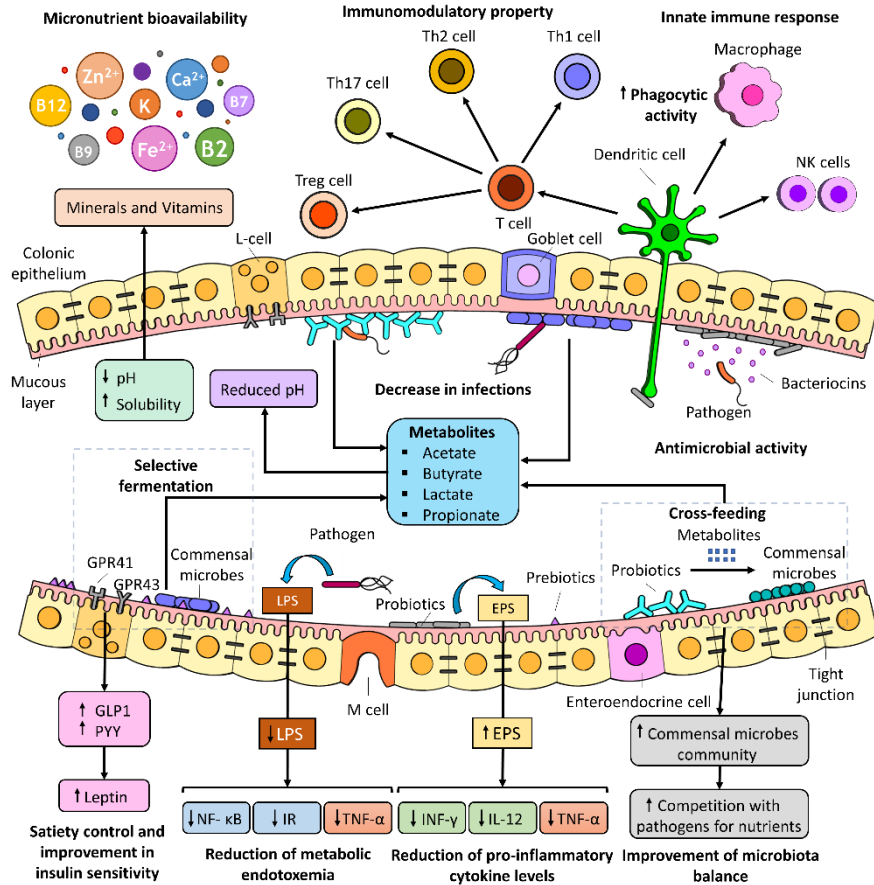 Micronutrient bioavailability
Immunomodulatory property
Innate immune response
Zn²⁺
Ca²⁺
B12
K
B7
B9
Fe²⁺
B2
Th2 cell
Th1 cell
Th17 cell
Treg cell
T cell
Macrophage
↑ Phagocytic
activity
Dendritic cell
NK cells
Minerals and Vitamins
Colonic
epithelium
L-cell
Goblet cell
Mucous
layer
↓ pH
↑ Solubility
Reduced pH
Decrease in infections
Bacteriocins
Pathogen
Antimicrobial activity
Metabolites
▪ Acetate
▪ Butyrate
▪ Lactate
▪ Propionate
Selective
fermentation
Cross-feeding
Metabolites
GPR41
GPR43
Commensal
microbes
Pathogen
LPS
Probiotics
EPS
Prebiotics
Probiotics
Commensal
microbes
M cell
Enteroendocrine cell
Tight
junction
↑ GLP1
↑ PYY
↑ Leptin
Satiety control and
improvement in
insulin sensitivity
↓ LPS
↓ NF- κB
↓ IR
↓ TNF-α
Reduction of metabolic
endotoxemia
↑ EPS
↓ INF-γ
↓ IL-12
↓ TNF-α
Reduction of pro-inflammatory
cytokine levels
↑ Commensal microbes
community
↑ Competition with
pathogens for nutrients
Improvement of microbiota
balance